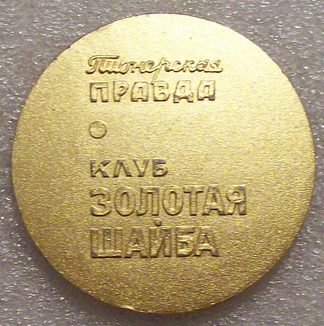 Пионерская
ПРАВДА
КЛУБ
ЗОЛОТАЯ
ШАЙБА